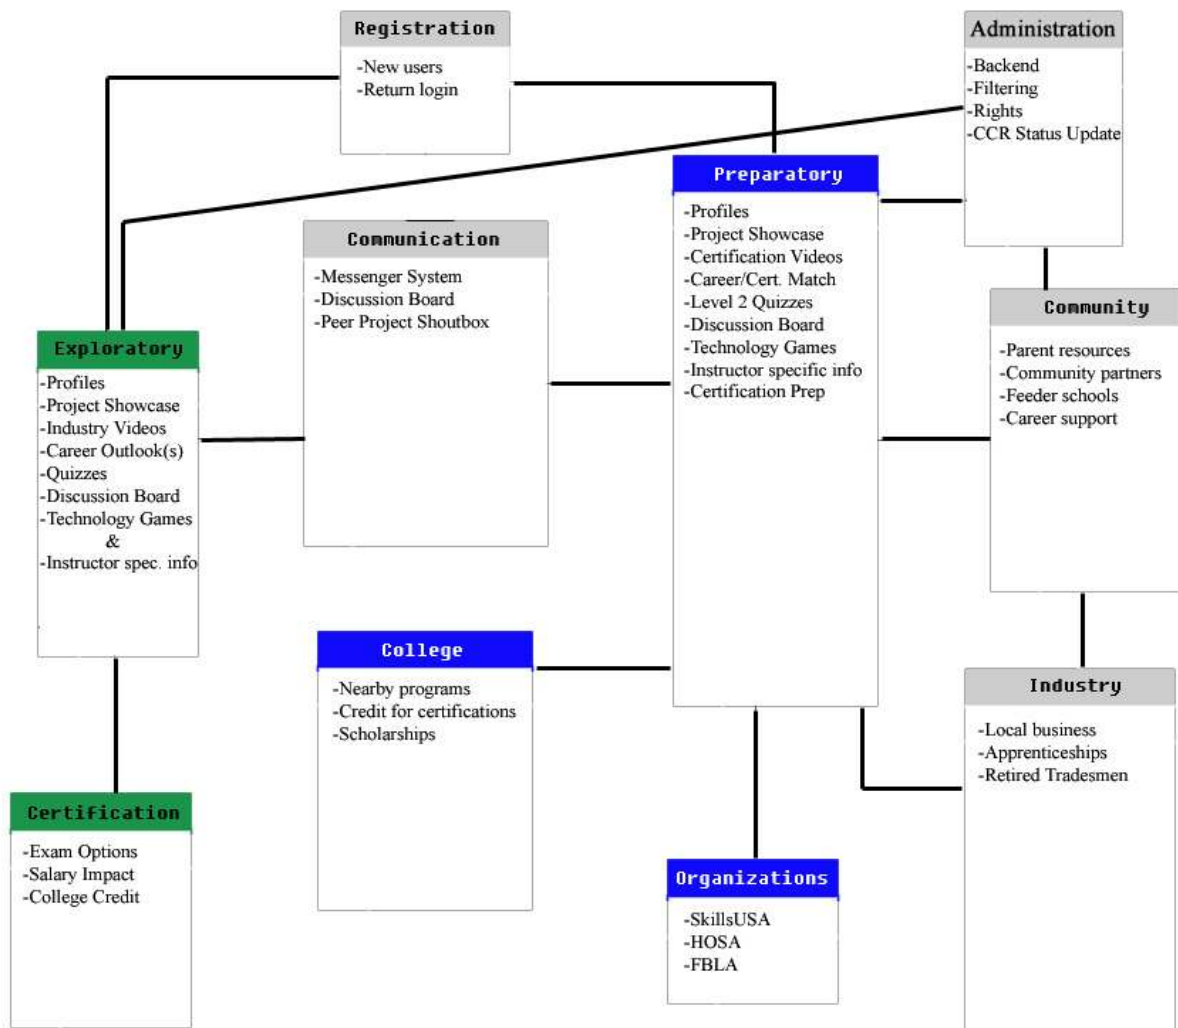 Registration
-New users
-Return login
Administration
-Backend
-Filtering
-Rights
-CCR Status Update
Preparatory
-Profiles
-Project Showcase
-Certification Videos
-Career/Cert. Match
-Level 2 Quizzes
-Discussion Board
-Technology Games
-Instructor specific info
-Certification Prep
Communication
-Messenger System
-Discussion Board
-Peer Project Shoutbox
Community
-Parent resources
-Community partners
-Feeder schools
-Career support
Exploratory
-Profiles
-Project Showcase
-Industry Videos
-Career Outlook(s)
-Quizzes
-Discussion Board
-Technology Games
&
-Instructor spec. info
College
-Nearby programs
-Credit for certifications
-Scholarships
Industry
-Local business
-Apprenticeships
-Retired Tradesmen
Certification
-Exam Options
-Salary Impact
-College Credit
Organizations
-SkillsUSA
-HOSA
-FBLA